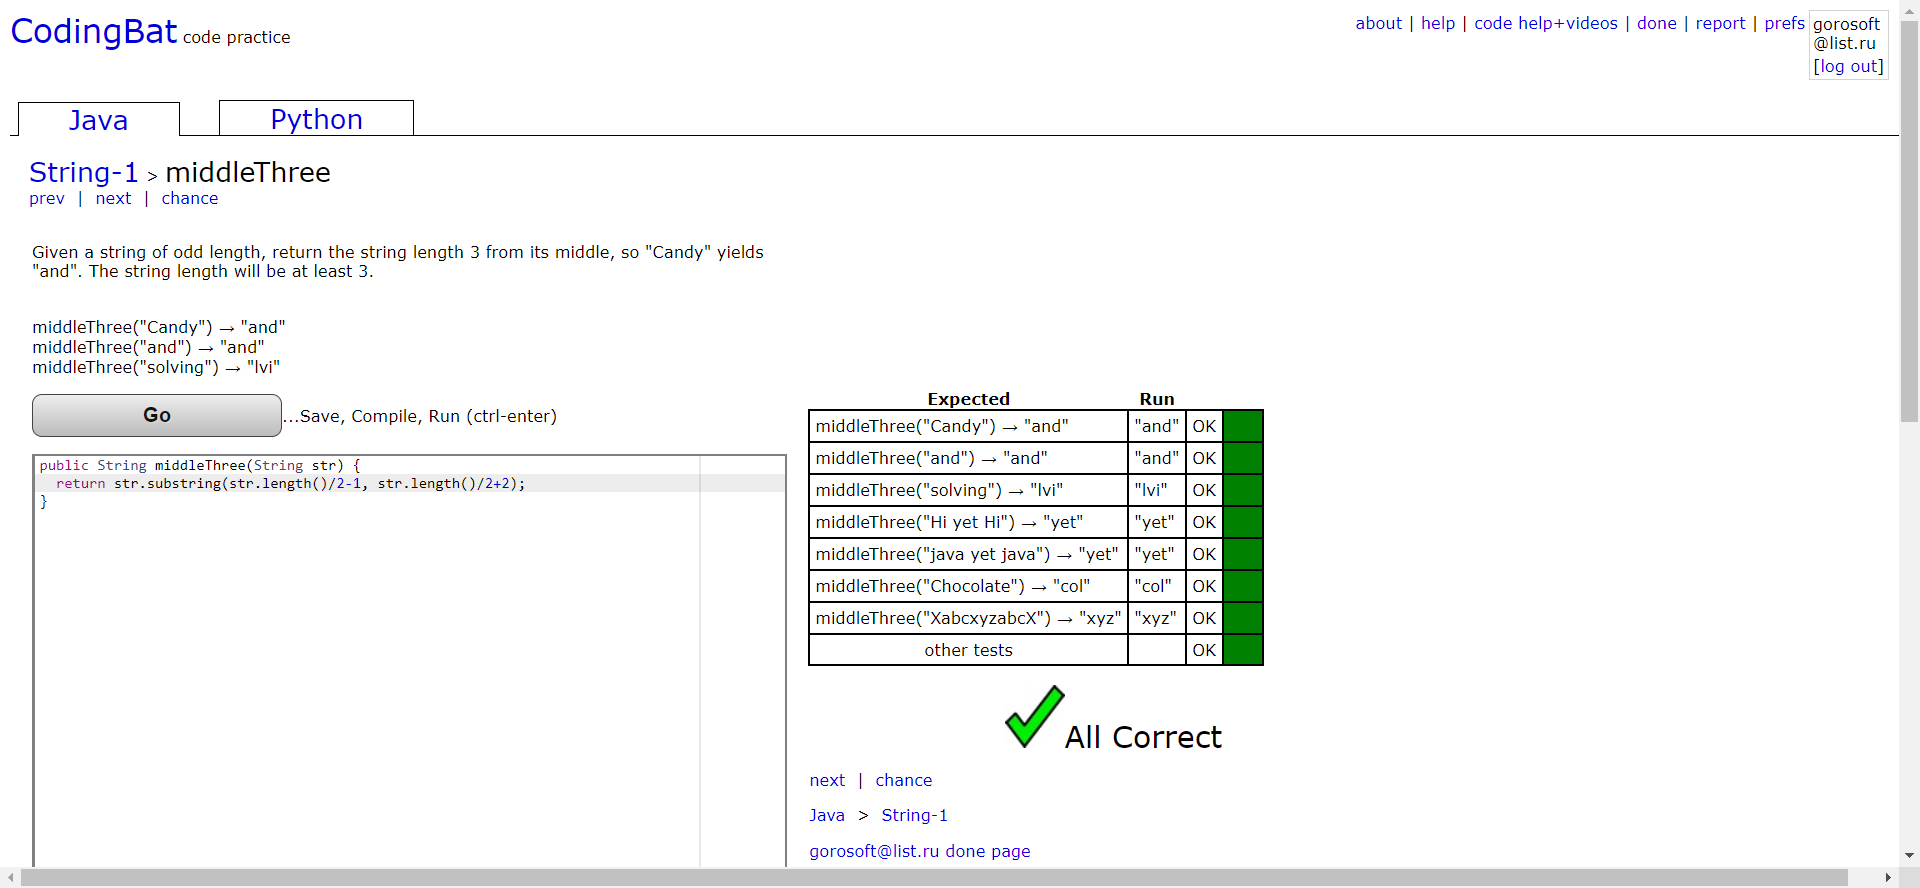 CodingBat code practice
about | help | code help+videos | done | report | prefs
gorosoft
@list.ru
[log out]
Java
Python
String-1 > middleThree
prev | next | chance
Given a string of odd length, return the string length 3 from its middle, so "Candy" yields
"and". The string length will be at least 3.
middleThree("Candy") → "and"
middleThree("and") → "and"
middleThree("solving") → "lvi"
Go ...Save, Compile, Run (ctrl-enter)
public String middleThree(String str) {
  return str.substring(str.length()/2-1, str.length()/2+2);
}
Expected Run
middleThree("Candy") → "and" "and" OK
middleThree("and") → "and" "and" OK
middleThree("solving") → "lvi" "lvi" OK
middleThree("Hi yet Hi") → "yet" "yet" OK
middleThree("java yet java") → "yet" "yet" OK
middleThree("Chocolate") → "col" "col" OK
middleThree("XabcxyzabcX") → "xyz" "xyz" OK
other tests OK
All Correct
next | chance
Java > String-1
gorosoft@list.ru done page